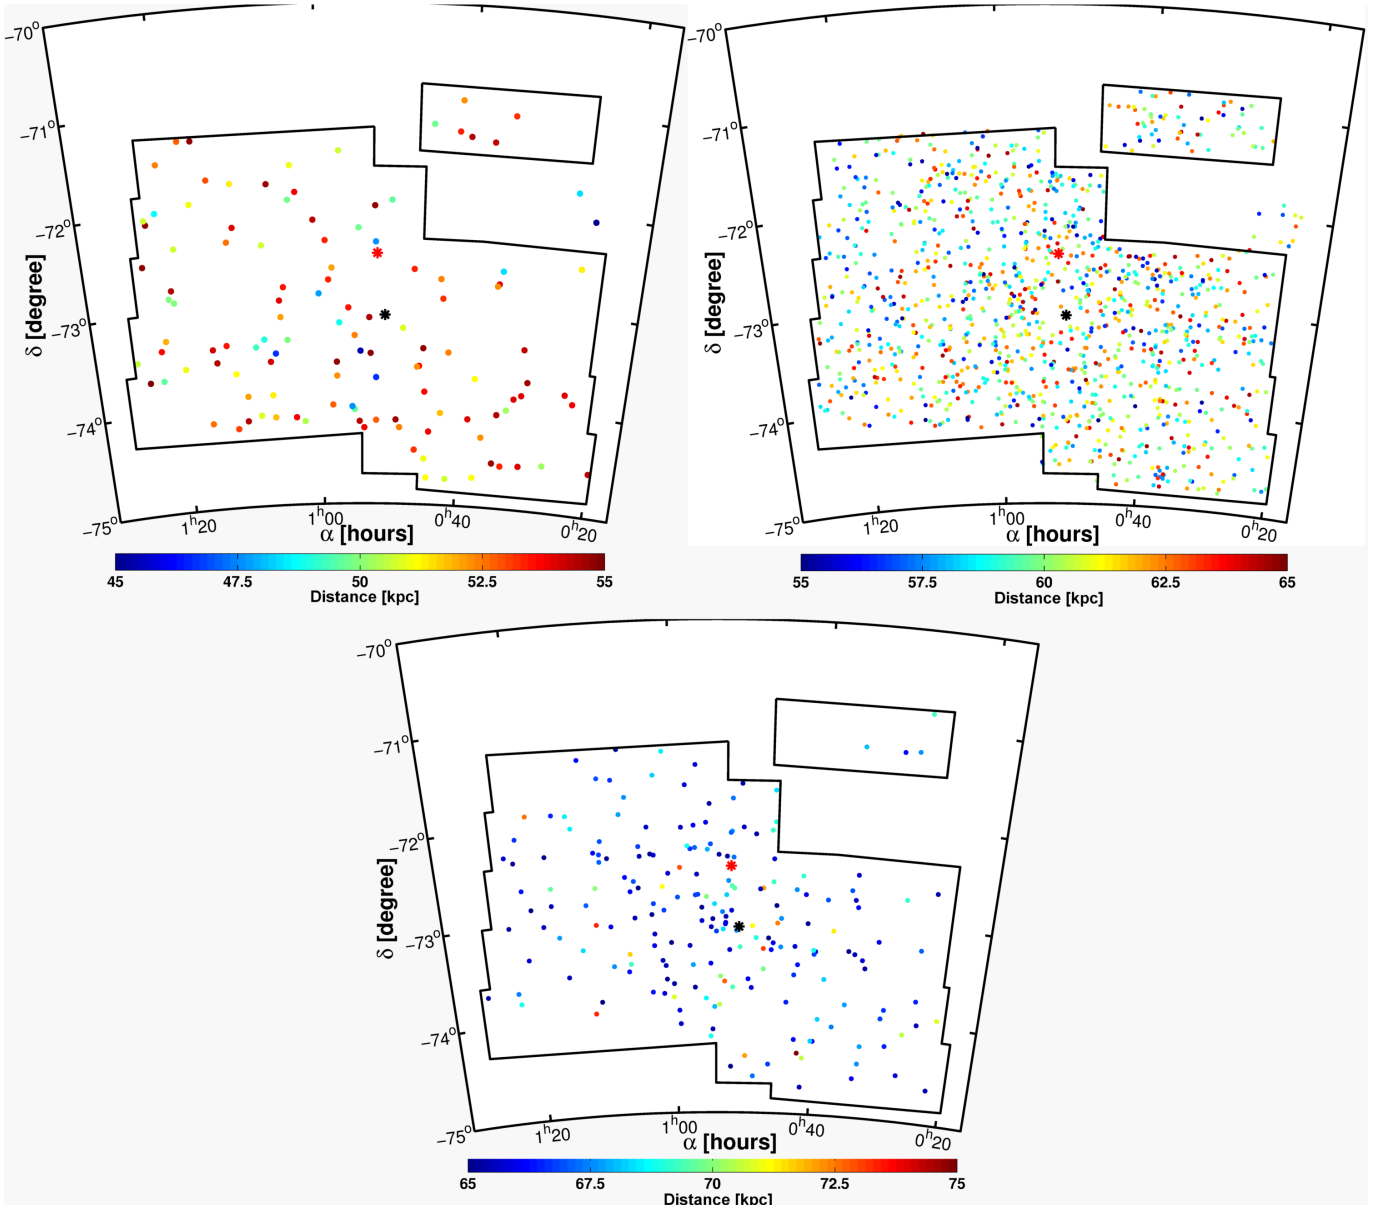 −70°
−71°
−72°
−73°
−74°
−75°
δ [degree]
1h20
1h00
0h40
0h20
α [hours]
45 47.5 50 52.5 55
Distance [kpc]
−70°
−71°
−72°
−73°
−74°
−75°
δ [degree]
1h20
1h00
0h40
0h20
α [hours]
55 57.5 60 62.5 65
Distance [kpc]
−70°
−71°
−72°
−73°
−74°
−75°
δ [degree]
1h20
1h00
0h40
0h20
α [hours]
65 67.5 70 72.5 75
Distance [kpc]